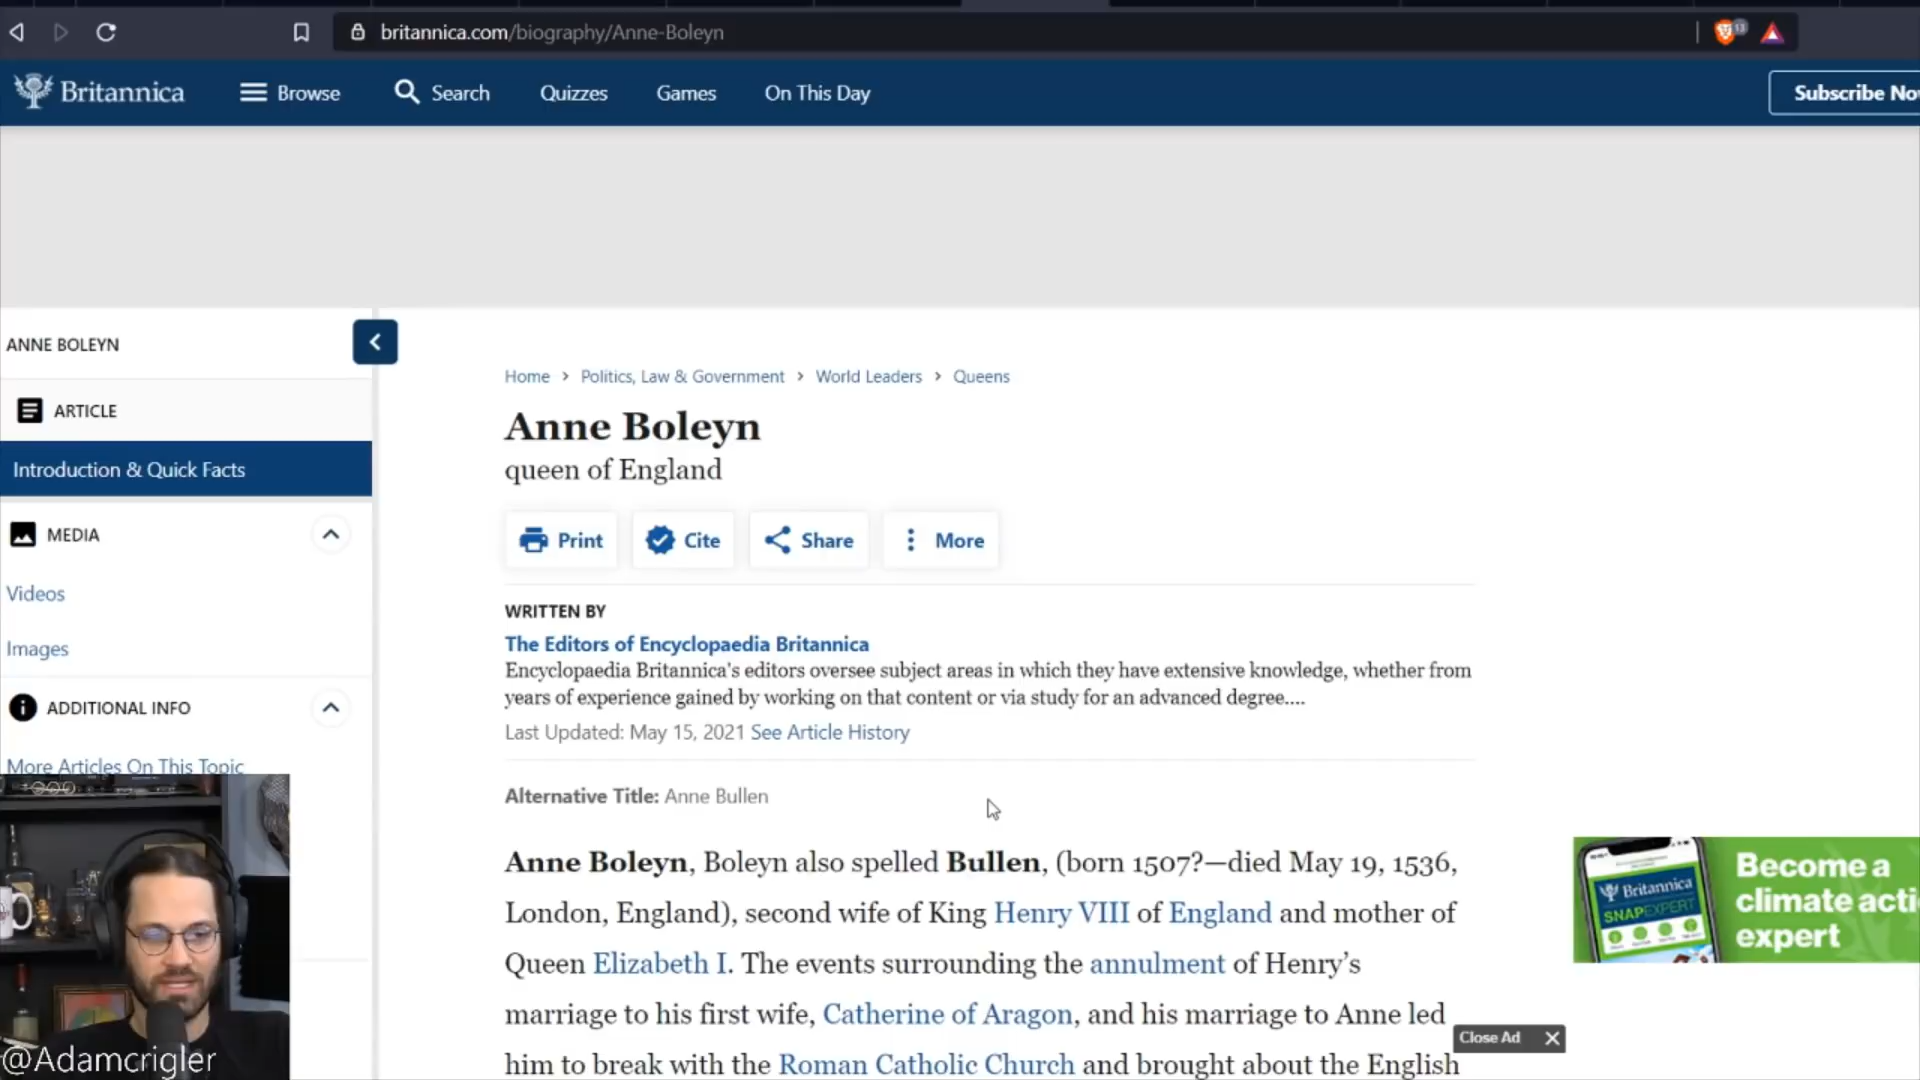 britannica.com/biography/Anne-Boleyn
13
Britannica
Browse
Search
Quizzes
Games
On This Day
Subscribe No
ANNE BOLEYN
ARTICLE
Introduction & Quick Facts
MEDIA
Videos
Images
ADDITIONAL INFO
More Articles On This Topic
Home > Politics, Law & Government > World Leaders > Queens
Anne Boleyn
queen of England
Print
Cite
Share
More
WRITTEN BY
The Editors of Encyclopaedia Britannica
Encyclopaedia Britannica's editors oversee subject areas in which they have extensive knowledge, whether from
years of experience gained by working on that content or via study for an advanced degree....
Last Updated: May 15, 2021 See Article History
Alternative Title: Anne Bullen
Anne Boleyn, Boleyn also spelled Bullen, (born 1507?—died May 19, 1536,
London, England), second wife of King Henry VIII of England and mother of
Queen Elizabeth I. The events surrounding the annulment of Henry's
marriage to his first wife, Catherine of Aragon, and his marriage to Anne led
him to break with the Roman Catholic Church and brought about the English
Britannica
SNAPEXPERT
Become a
climate acti
expert
Close Ad
@Adamcrigler